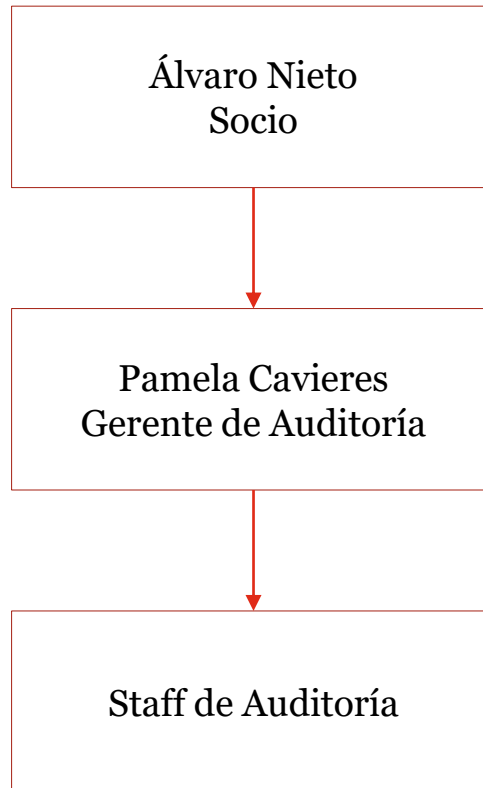 Álvaro Nieto
Socio
Pamela Cavieres
Gerente de Auditoría
Staff de Auditoría